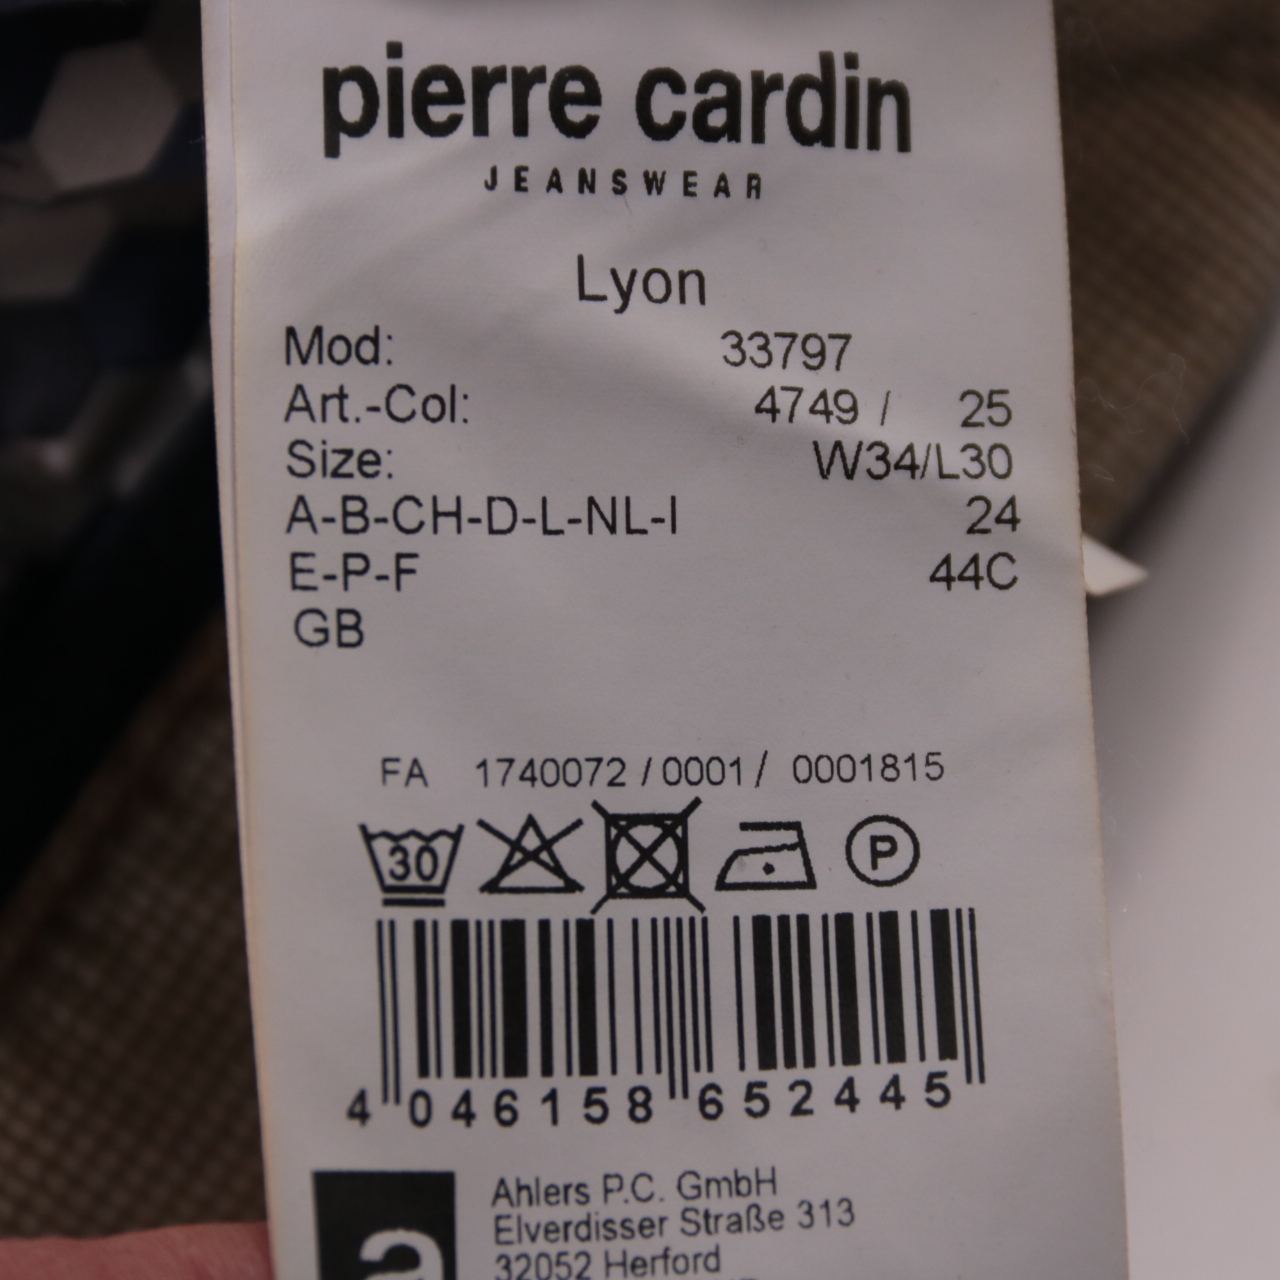 pierre cardin
JEANSWEAR
Lyon
Mod: 33797
Art.-Col: 4749 / 25
Size: W34/L30
A-B-CH-D-L-NL-I 24
E-P-F 44C
GB
FA 1740072 / 0001 / 0001815
30 P
4 046158 652445
a
Ahlers P.C. GmbH
Elverdisser Straße 313
32052 Herford